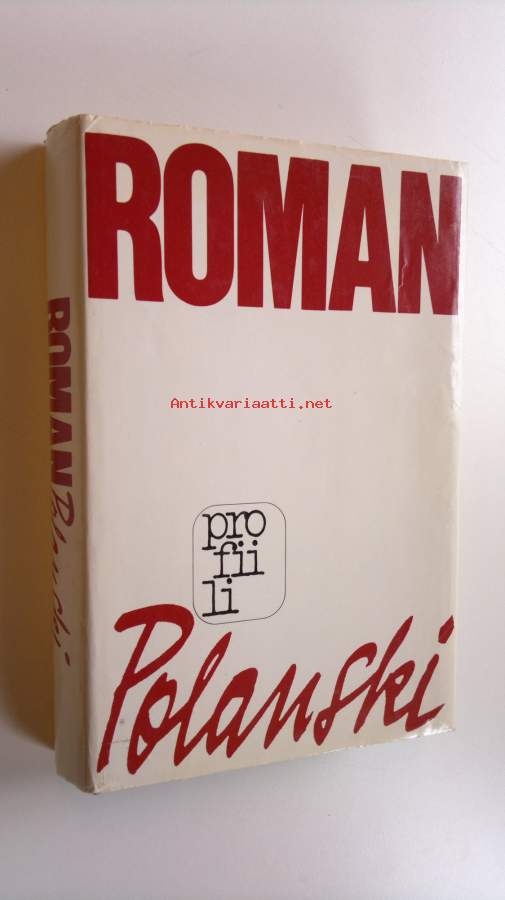 ROMAN
Antikvariaatti.net
pro
fii
li
Polanski
ROMAN Polanski